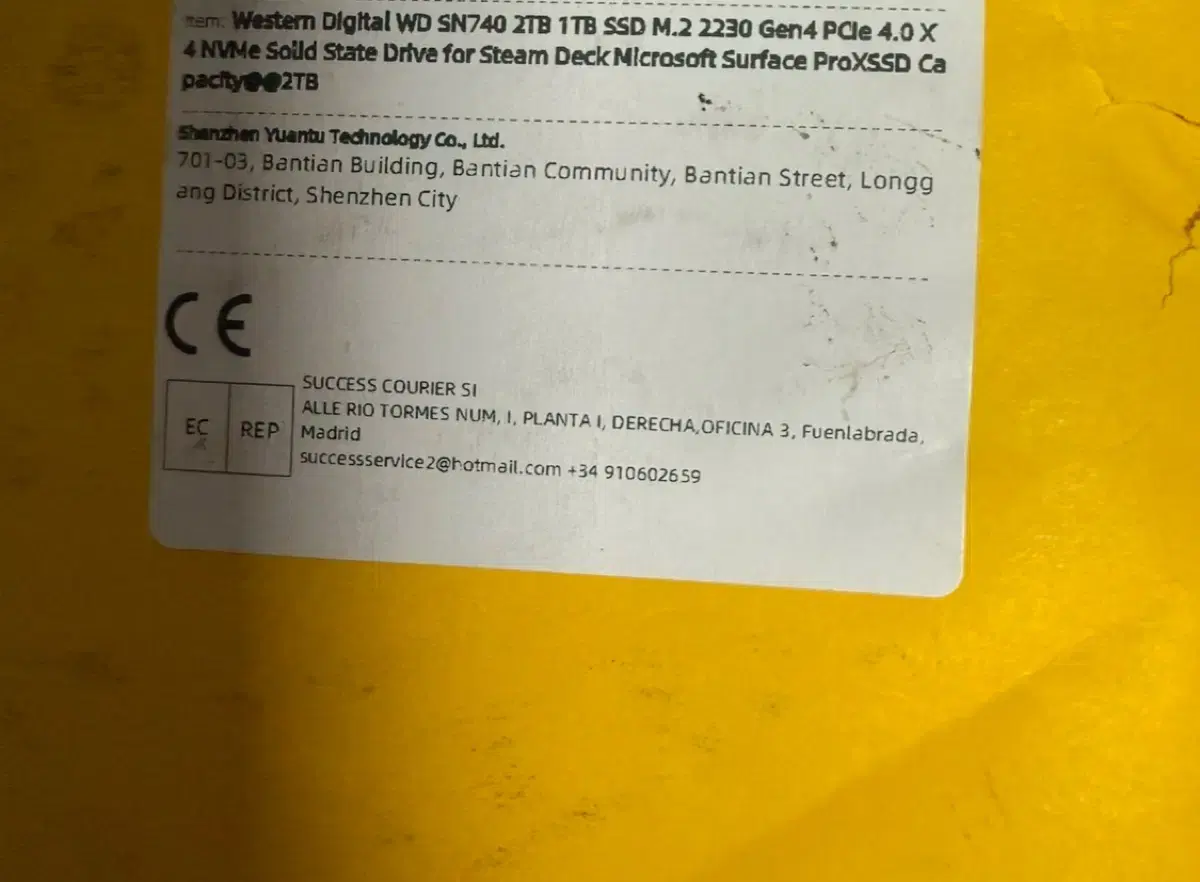 Item: Western Digital WD SN740 2TB 1TB SSD M.2 2230 Gen4 PCIe 4.0 X
4 NVMe Solid State Drive for Steam Deck Microsoft Surface ProXSSD Ca
pacity●●2TB
Shenzhen Yuantu Technology Co., Ltd.
701-03, Bantian Building, Bantian Community, Bantian Street, Longg
ang District, Shenzhen City
CE
EC REP
SUCCESS COURIER Sl
ALLE RIO TORMES NUM, I, PLANTA I, DERECHA,OFICINA 3, Fuenlabrada,
Madrid
successservice2@hotmail.com +34 910602659